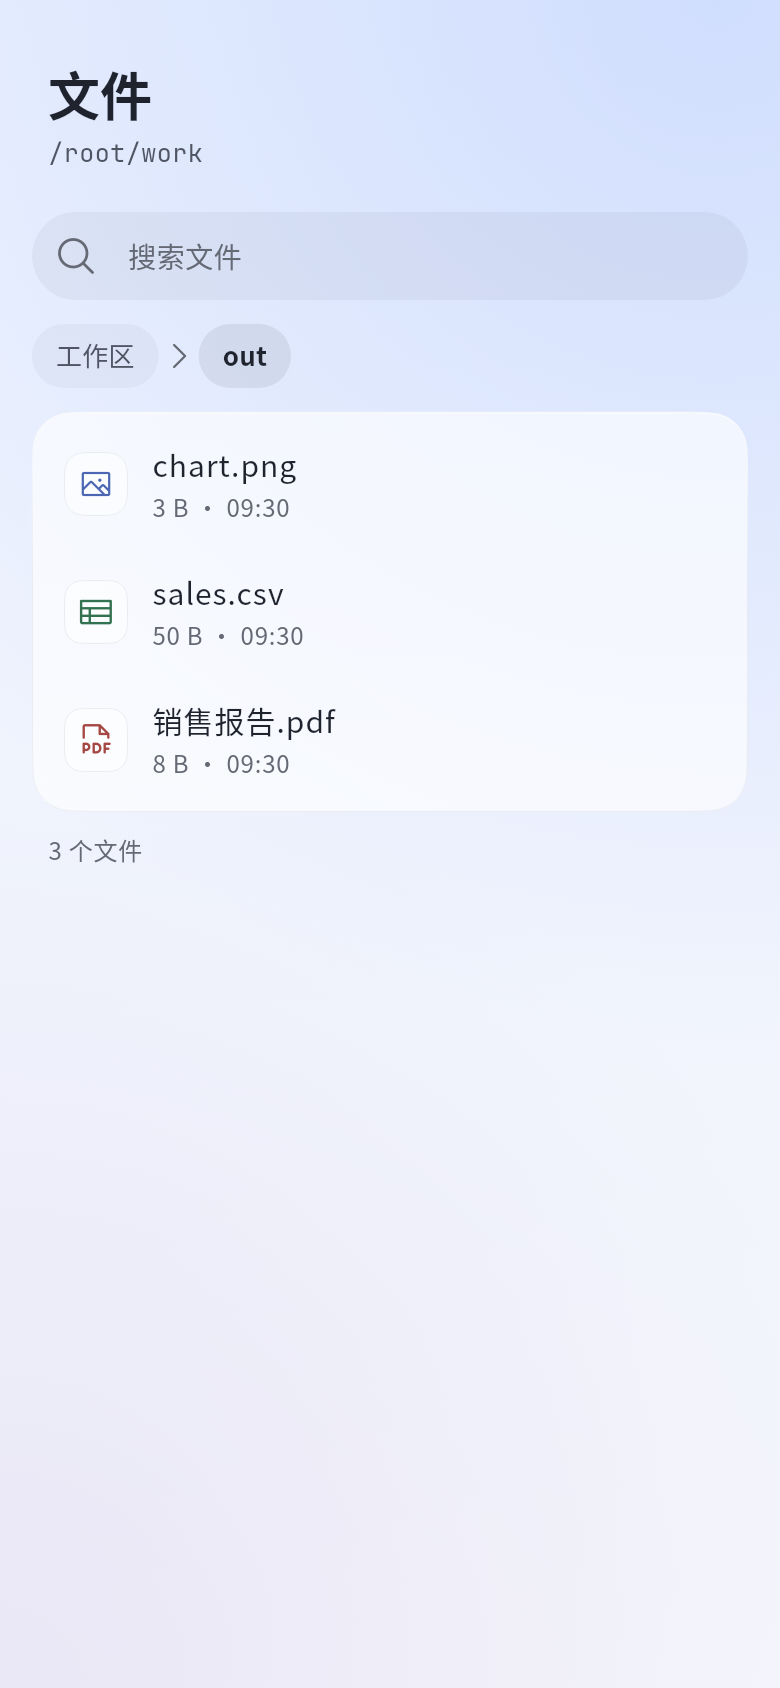 文件
/root/work
搜索文件
工作区 out
chart.png
3 B • 09:30
sales.csv
50 B • 09:30
PDF
销售报告.pdf
8 B • 09:30
3 个文件